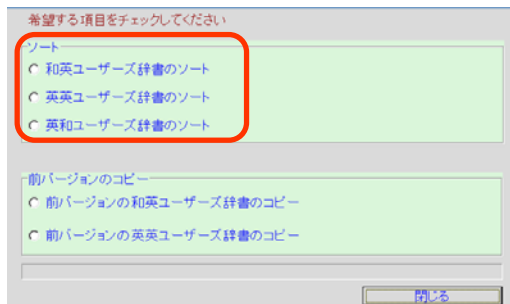 希望する項目をチェックしてください
ソート
和英ユーザーズ辞書のソート
英英ユーザーズ辞書のソート
英和ユーザーズ辞書のソート
前バージョンのコピー
前バージョンの和英ユーザーズ辞書のコピー
前バージョンの英英ユーザーズ辞書のコピー
閉じる